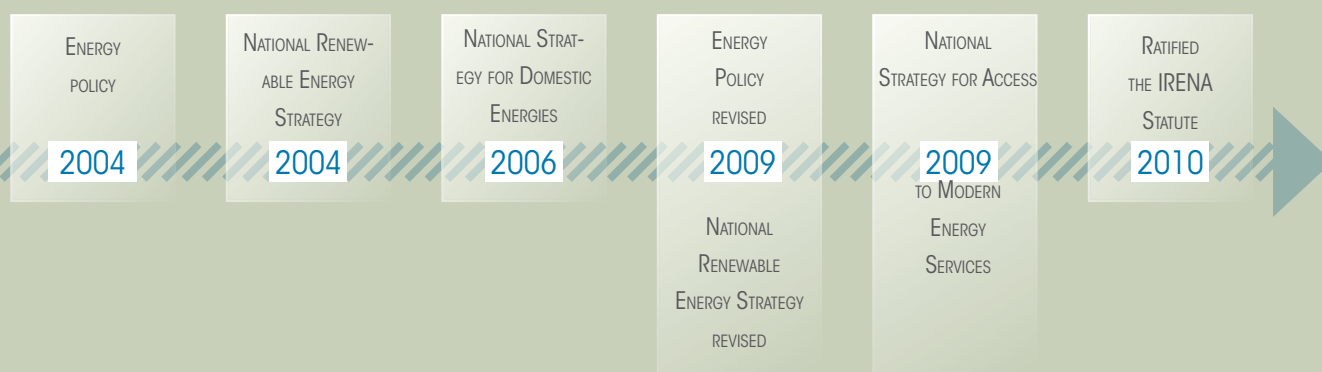 Energy
policy
2004
National Renew-
able Energy
Strategy
2004
National Strat-
egy for Domestic
Energies
2006
Energy
Policy
revised
2009
National
Renewable
Energy Strategy
revised
National
Strategy for Access
2009
to Modern
Energy
Services
Ratified
the IRENA
Statute
2010